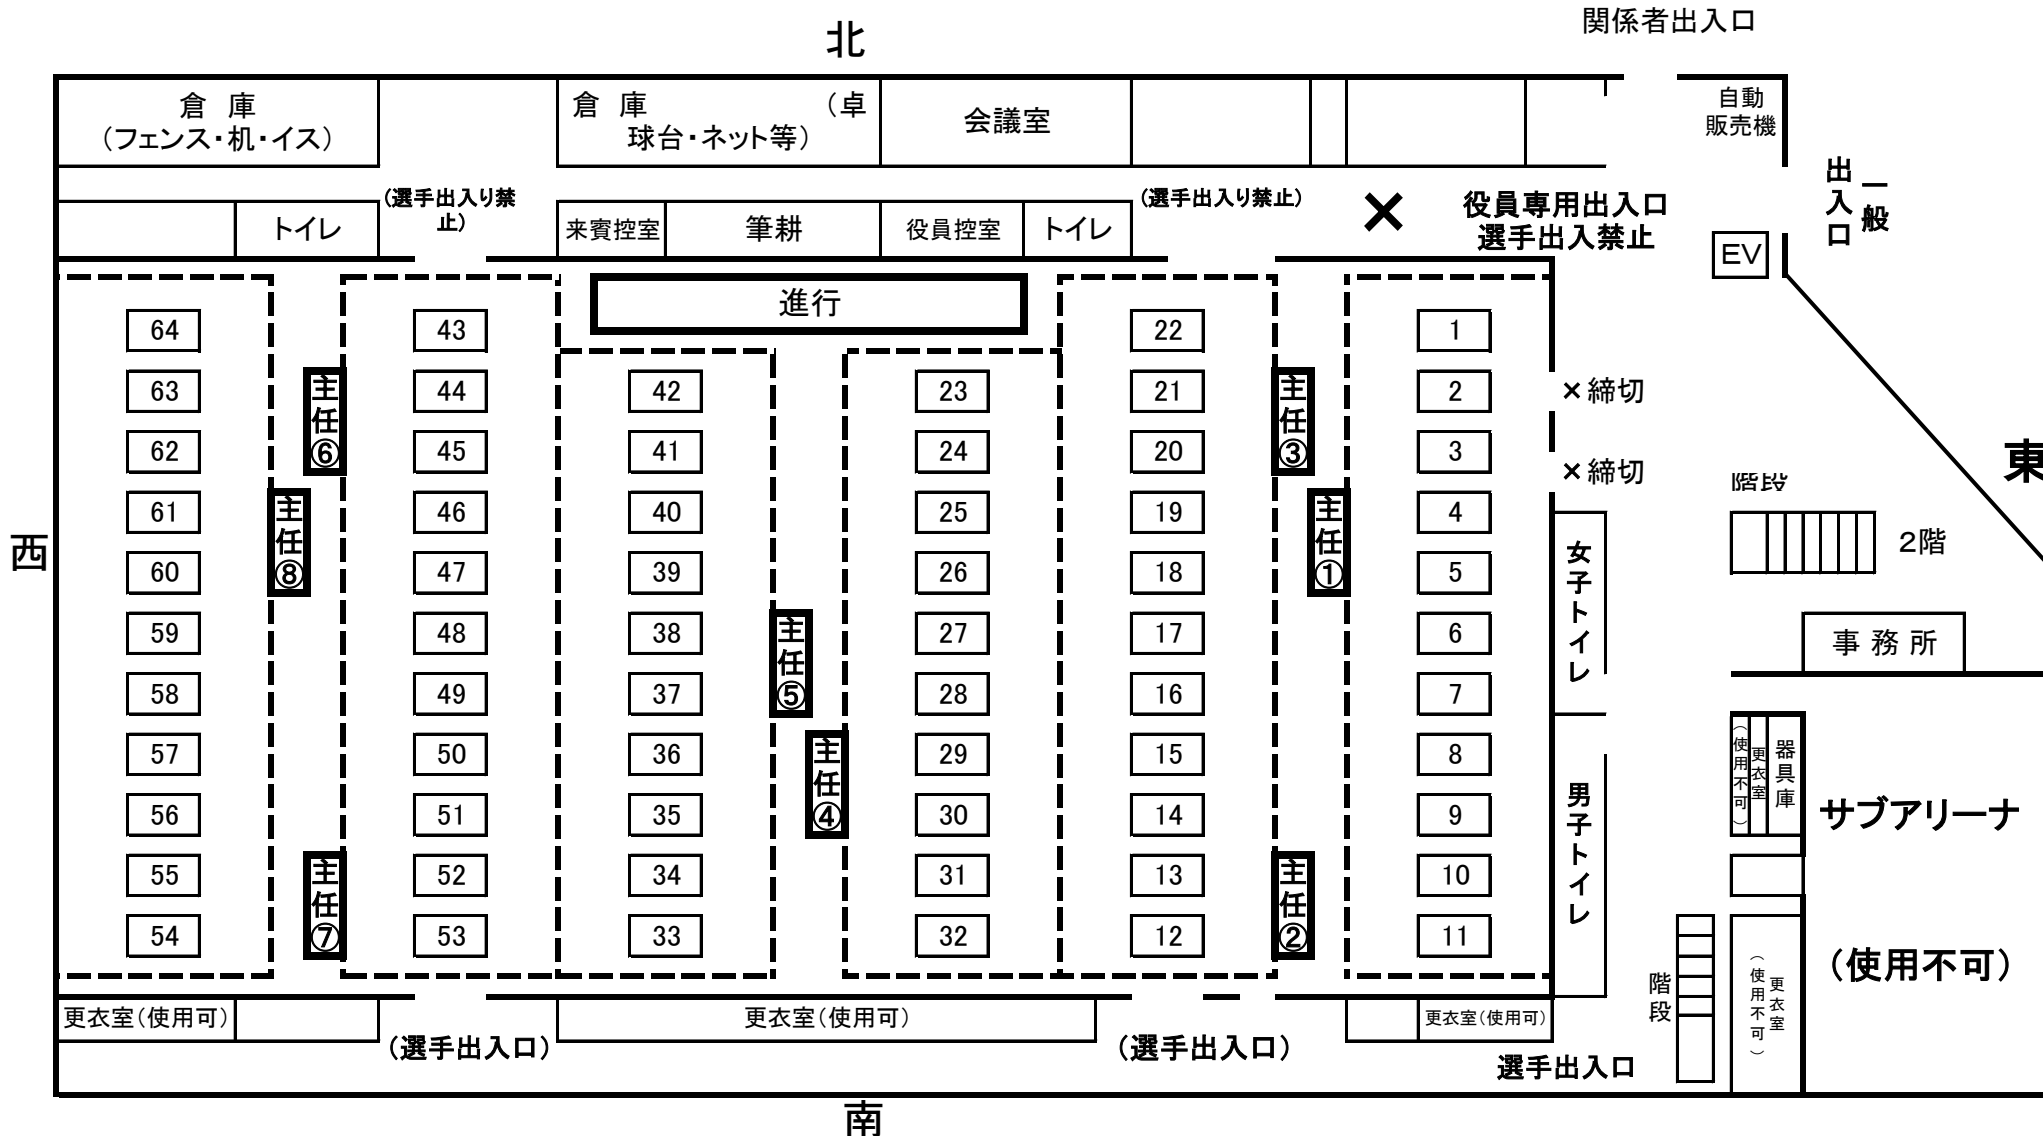 関係者出入口
北
倉 庫
（フェンス・机・イス）
倉 庫 （卓
球台・ネット等）
会議室
自動
販売機
（選手出入り禁
止）
（選手出入り禁止）
×
役員専用出入口
選手出入禁止
一般
出入口
トイレ
来賓控室
筆耕
役員控室
トイレ
EV
進行
64
43
22
1
63
44
42
23
21
2
×締切
62
45
41
24
20
3
×締切
主任⑥
主任③
東
階段
61
46
40
25
19
4
主任⑧
主任①
西
2階
60
47
39
26
18
5
女子トイレ
59
48
38
27
17
6
事 務 所
主任⑤
58
49
37
28
16
7
57
50
36
29
15
8
主任④
器具庫
更衣室
（使用不可）
56
51
35
30
14
9
男子トイレ
サブアリーナ
55
52
34
31
13
10
主任⑦
主任②
54
53
33
32
12
11
（使用不可）
階段
更衣室
（使用不可）
更衣室（使用可）
更衣室（使用可）
更衣室（使用可）
（選手出入口）
（選手出入口）
選手出入口
南